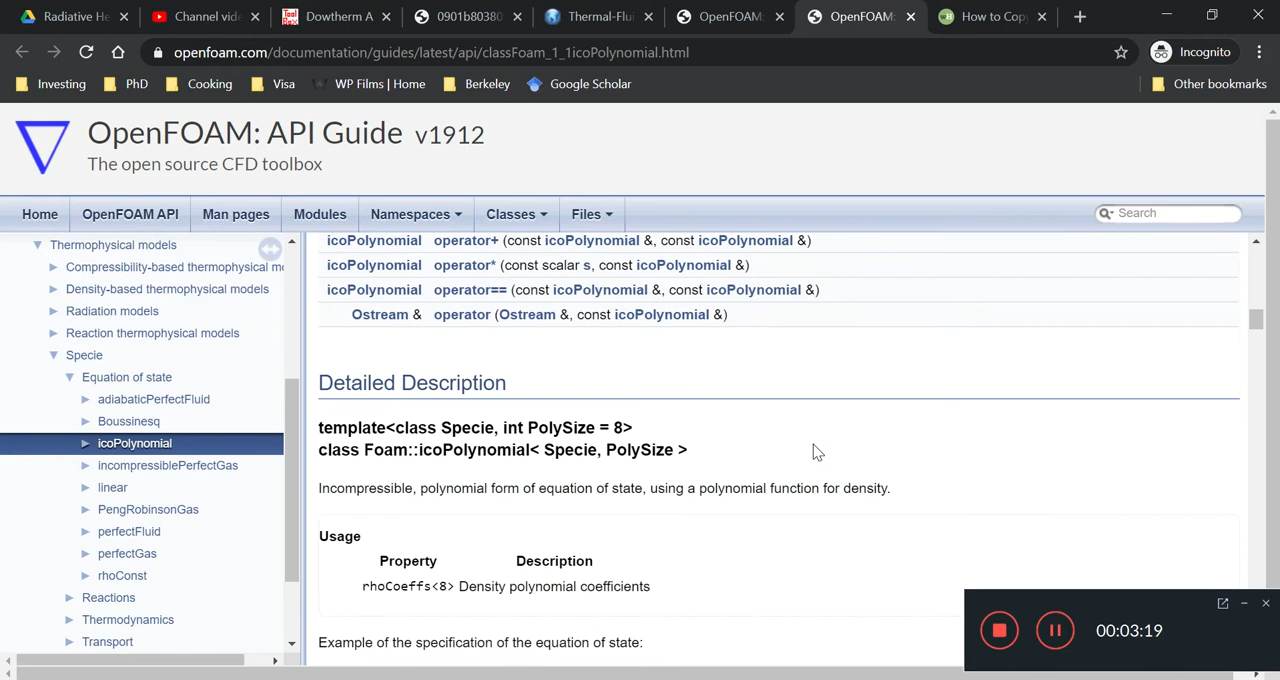 Radiative He
Channel vide
Tool Box
Dowtherm A
0901b80380
Thermal-Flui
OpenFOAM:
OpenFOAM:
How to Copy
openfoam.com/documentation/guides/latest/api/classFoam_1_1icoPolynomial.html
Incognito
Investing
PhD
Cooking
Visa
WP Films | Home
Berkeley
Google Scholar
Other bookmarks
OpenFOAM: API Guide v1912
The open source CFD toolbox
Home
OpenFOAM API
Man pages
Modules
Namespaces
Classes
Files
Search
Thermophysical models
Compressibility-based thermophysical mo
Density-based thermophysical models
Radiation models
Reaction thermophysical models
Specie
Equation of state
adiabaticPerfectFluid
Boussinesq
icoPolynomial
incompressiblePerfectGas
linear
PengRobinsonGas
perfectFluid
perfectGas
rhoConst
Reactions
Thermodynamics
Transport
icoPolynomial operator+ (const icoPolynomial &, const icoPolynomial &)
icoPolynomial operator* (const scalar s, const icoPolynomial &)
icoPolynomial operator== (const icoPolynomial &, const icoPolynomial &)
Ostream & operator (Ostream &, const icoPolynomial &)
Detailed Description
template<class Specie, int PolySize = 8>
class Foam::icoPolynomial< Specie, PolySize >
Incompressible, polynomial form of equation of state, using a polynomial function for density.
Usage
Property Description
rhoCoeffs<8> Density polynomial coefficients
Example of the specification of the equation of state:
00:03:19